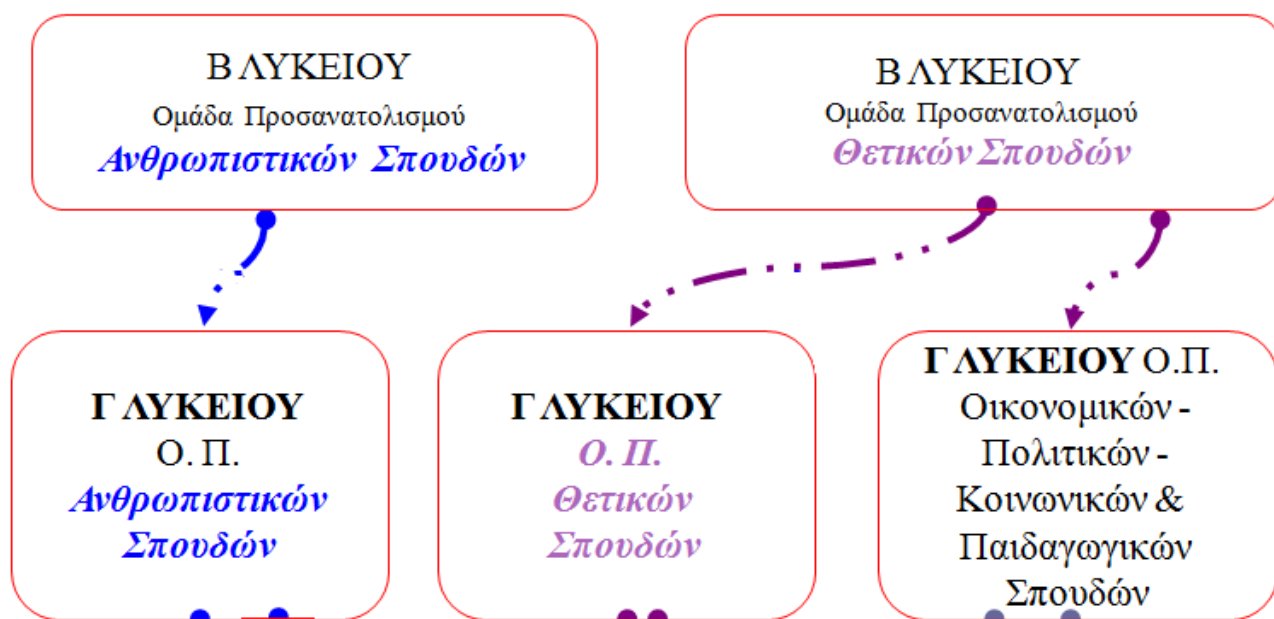 Β ΛΥΚΕΙΟΥ
Ομάδα Προσανατολισμού
Ανθρωπιστικών Σπουδών
Β ΛΥΚΕΙΟΥ
Ομάδα Προσανατολισμού
Θετικών Σπουδών
Γ ΛΥΚΕΙΟΥ
Ο. Π.
Ανθρωπιστικών
Σπουδών
Γ ΛΥΚΕΙΟΥ
Ο. Π.
Θετικών
Σπουδών
Γ ΛΥΚΕΙΟΥ Ο.Π.
Οικονομικών -
Πολιτικών -
Κοινωνικών &
Παιδαγωγικών
Σπουδών